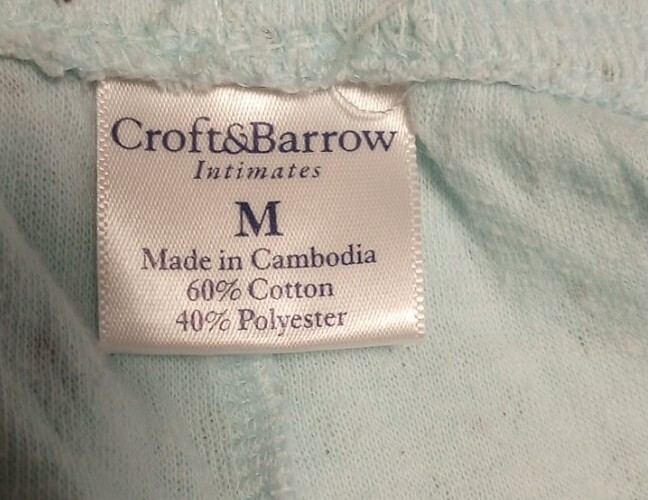 Croft&Barrow
Intimates
M
Made in Cambodia
60% Cotton
40% Polyester